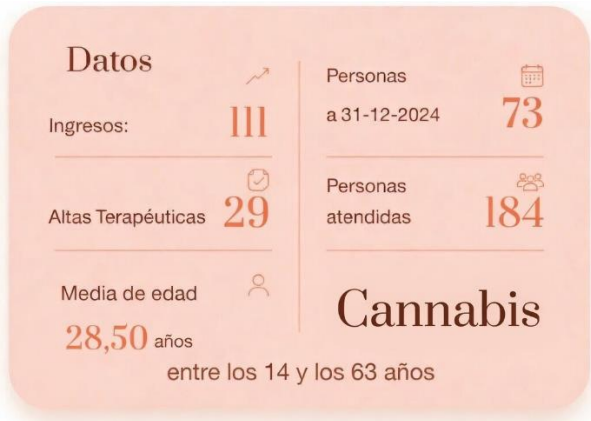 Datos
Ingresos: 111
Altas Terapéuticas 29
Media de edad
28,50 años
Personas
a 31-12-2024 73
Personas
atendidas 184
Cannabis
entre los 14 y los 63 años